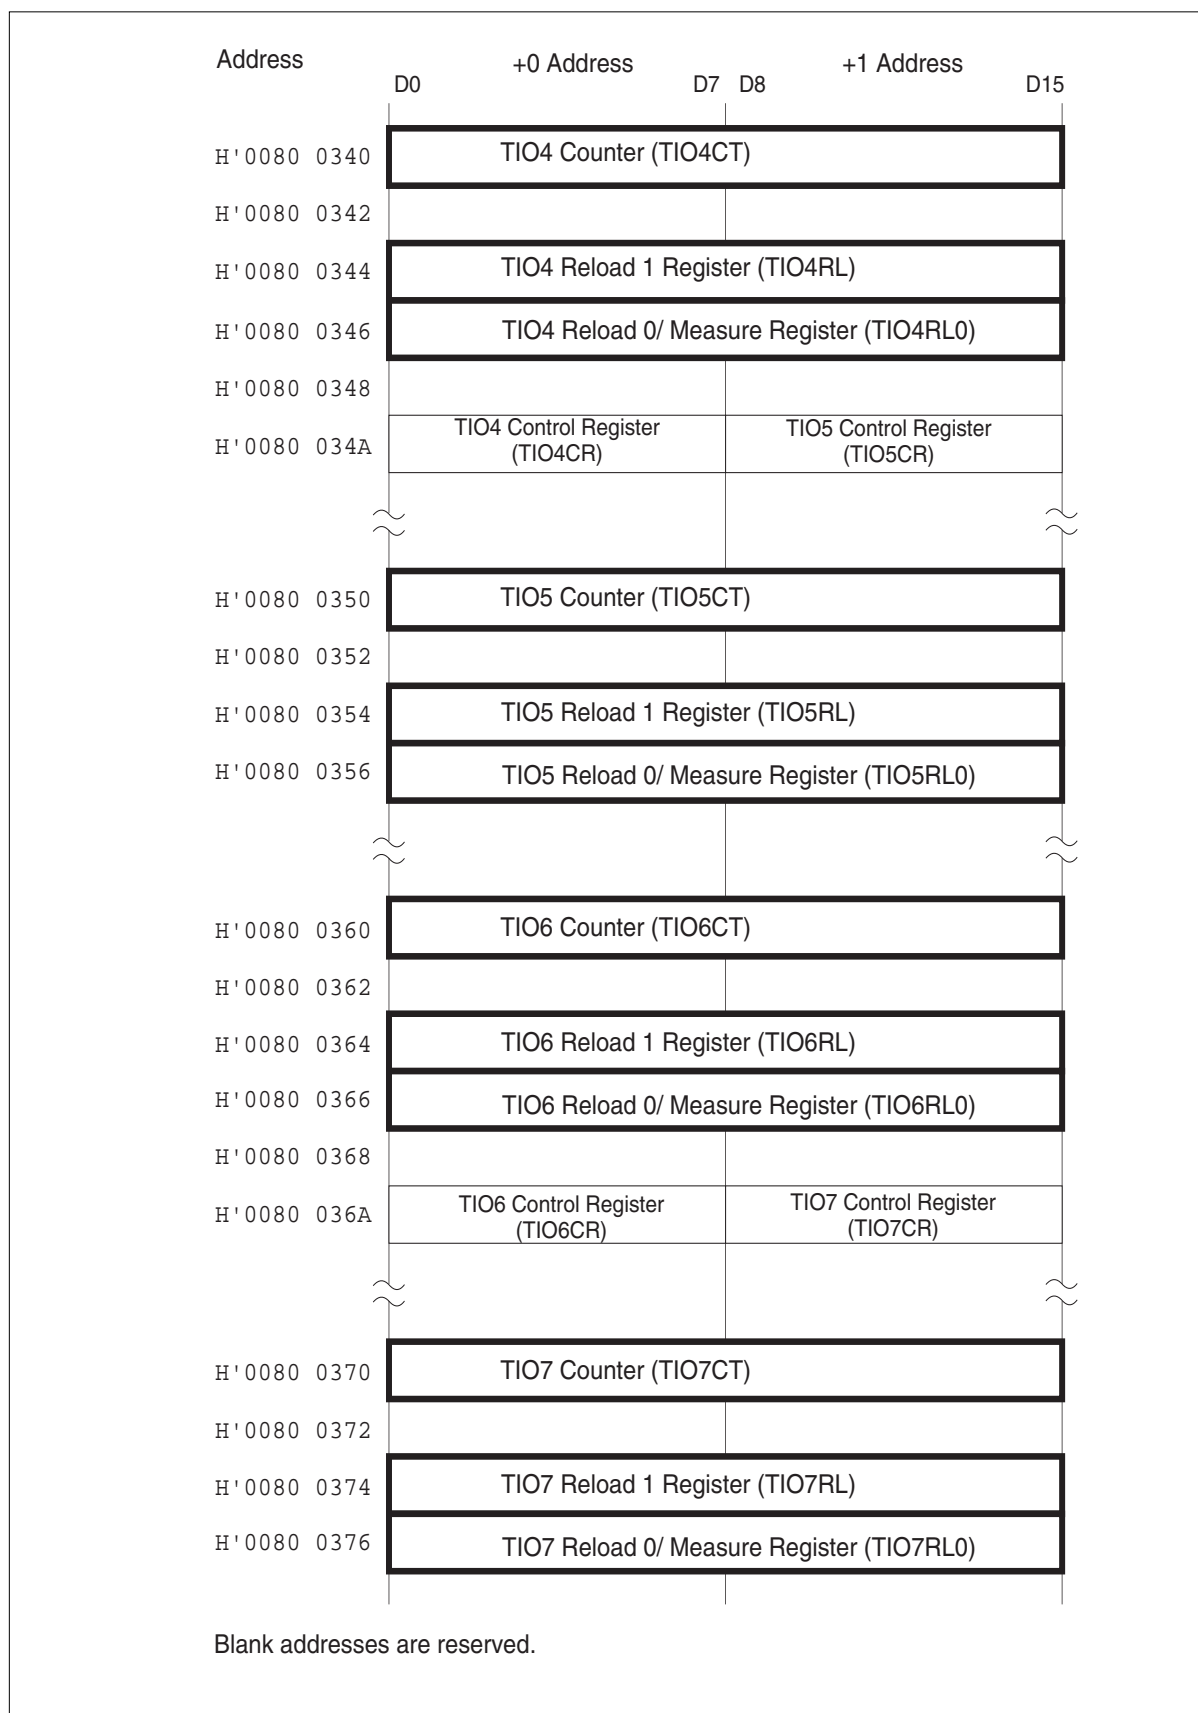 Address +0 Address +1 Address
D0 D7 D8 D15
H'0080 0340 TIO4 Counter (TIO4CT)
H'0080 0342
H'0080 0344 TIO4 Reload 1 Register (TIO4RL)
H'0080 0346 TIO4 Reload 0/ Measure Register (TIO4RL0)
H'0080 0348
H'0080 034A TIO4 Control Register (TIO4CR) TIO5 Control Register (TIO5CR)
H'0080 0350 TIO5 Counter (TIO5CT)
H'0080 0352
H'0080 0354 TIO5 Reload 1 Register (TIO5RL)
H'0080 0356 TIO5 Reload 0/ Measure Register (TIO5RL0)
H'0080 0360 TIO6 Counter (TIO6CT)
H'0080 0362
H'0080 0364 TIO6 Reload 1 Register (TIO6RL)
H'0080 0366 TIO6 Reload 0/ Measure Register (TIO6RL0)
H'0080 0368
H'0080 036A TIO6 Control Register (TIO6CR) TIO7 Control Register (TIO7CR)
H'0080 0370 TIO7 Counter (TIO7CT)
H'0080 0372
H'0080 0374 TIO7 Reload 1 Register (TIO7RL)
H'0080 0376 TIO7 Reload 0/ Measure Register (TIO7RL0)
Blank addresses are reserved.